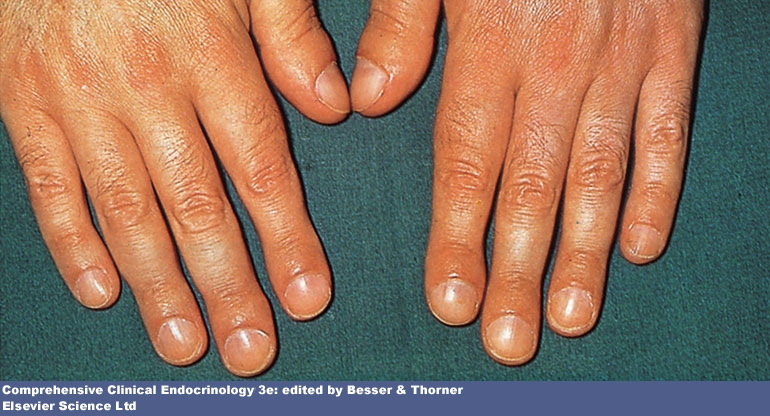 Comprehensive Clinical Endocrinology 3e: edited by Besser & Thorner
Elsevier Science Ltd